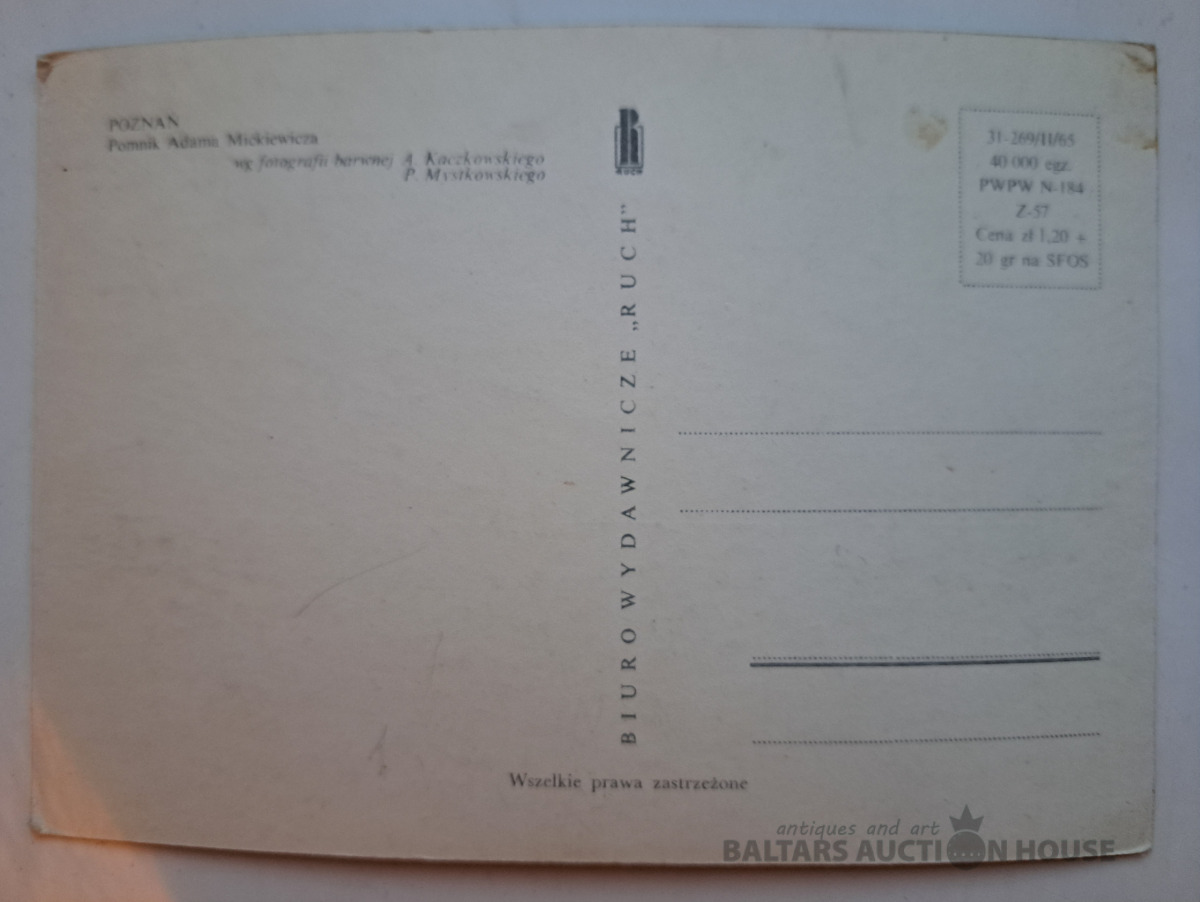 POZNAŃ
Pomnik Adama Mickiewicza
wg fotografii barwnej A. Kaczkowskiego
P. Mystkowskiego
RUCH
BIURO WYDAWNICZE „RUCH”
31-269/II/65
40 000 egz.
PWPW N-184
Z-57
Cena zł 1,20 +
20 gr na SFOS
Wszelkie prawa zastrzeżone
antiques and art
BALTARS AUCTION HOUSE